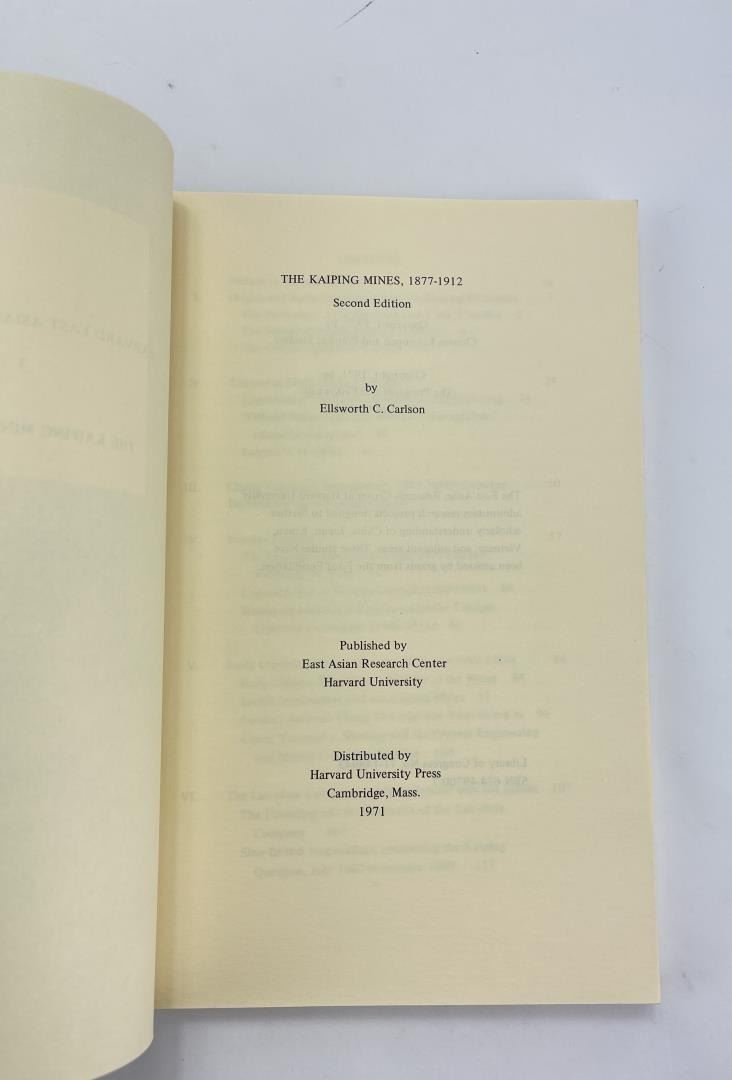 THE KAIPING MINES, 1877-1912
Second Edition
by
Ellsworth C. Carlson
Published by
East Asian Research Center
Harvard University
Distributed by
Harvard University Press
Cambridge, Mass.
1971